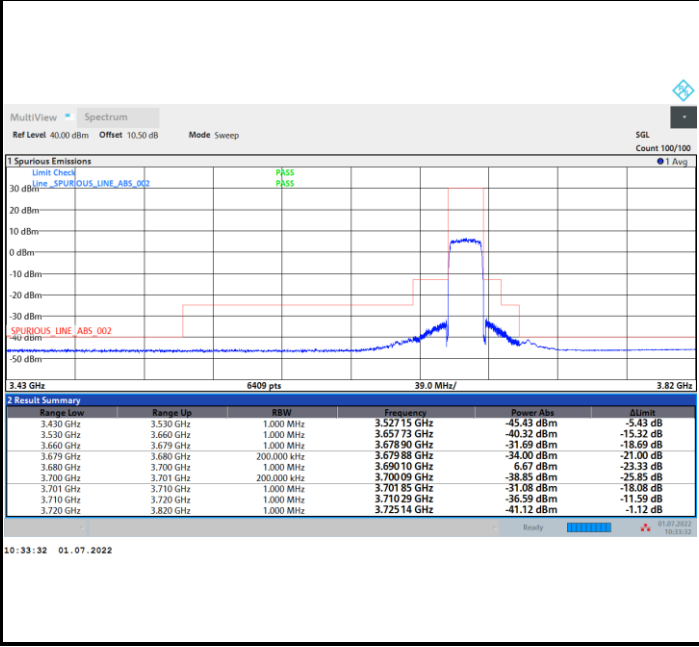 MultiView Spectrum
Ref Level 40.00 dBm Offset 10.50 dB Mode Sweep SGL
Count 100/100
1 Spurious Emissions 1 Avg
Limit Check PASS
Line _SPURIOUS_LINE_ABS_002 PASS
30 dBm
20 dBm
10 dBm
0 dBm
-10 dBm
-20 dBm
-30 dBm
_SPURIOUS_LINE_ABS_002
-40 dBm
-50 dBm
3.43 GHz 6409 pts 39.0 MHz/ 3.82 GHz
2 Result Summary
Range Low Range Up RBW Frequency Power Abs ΔLimit
3.430 GHz 3.530 GHz 1.000 MHz 3.527 15 GHz -45.43 dBm -5.43 dB
3.530 GHz 3.660 GHz 1.000 MHz 3.657 73 GHz -40.32 dBm -15.32 dB
3.660 GHz 3.679 GHz 1.000 MHz 3.678 90 GHz -31.69 dBm -18.69 dB
3.679 GHz 3.680 GHz 200.000 kHz 3.679 88 GHz -34.00 dBm -21.00 dB
3.680 GHz 3.700 GHz 1.000 MHz 3.690 10 GHz 6.67 dBm -23.33 dB
3.700 GHz 3.701 GHz 200.000 kHz 3.700 09 GHz -38.85 dBm -25.85 dB
3.701 GHz 3.710 GHz 1.000 MHz 3.701 85 GHz -31.08 dBm -18.08 dB
3.710 GHz 3.720 GHz 1.000 MHz 3.710 29 GHz -36.59 dBm -11.59 dB
3.720 GHz 3.820 GHz 1.000 MHz 3.725 14 GHz -41.12 dBm -1.12 dB
Ready 01.07.2022
10:33:32
10:33:32 01.07.2022